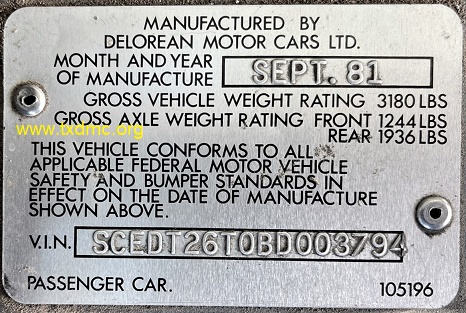 MANUFACTURED BY
DELOREAN MOTOR CARS LTD.
MONTH AND YEAR
OF MANUFACTURE SEPT. 81
GROSS VEHICLE WEIGHT RATING 3180 LBS
www.txdmc.org
GROSS AXLE WEIGHT RATING FRONT 1244 LBS
REAR 1936 LBS
THIS VEHICLE CONFORMS TO ALL
APPLICABLE FEDERAL MOTOR VEHICLE
SAFETY AND BUMPER STANDARDS IN
EFFECT ON THE DATE OF MANUFACTURE
SHOWN ABOVE.
V.I.N. SCEDT26T0BD003794
PASSENGER CAR. 105196